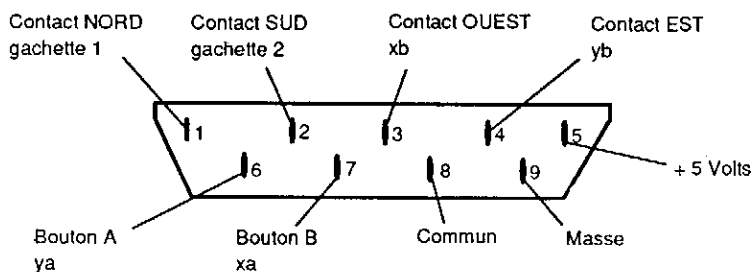 Contact NORD
gachette 1
Contact SUD
gachette 2
Contact OUEST
xb
Contact EST
yb
1
2
3
4
5
6
7
8
9
+ 5 Volts
Bouton A
ya
Bouton B
xa
Commun
Masse